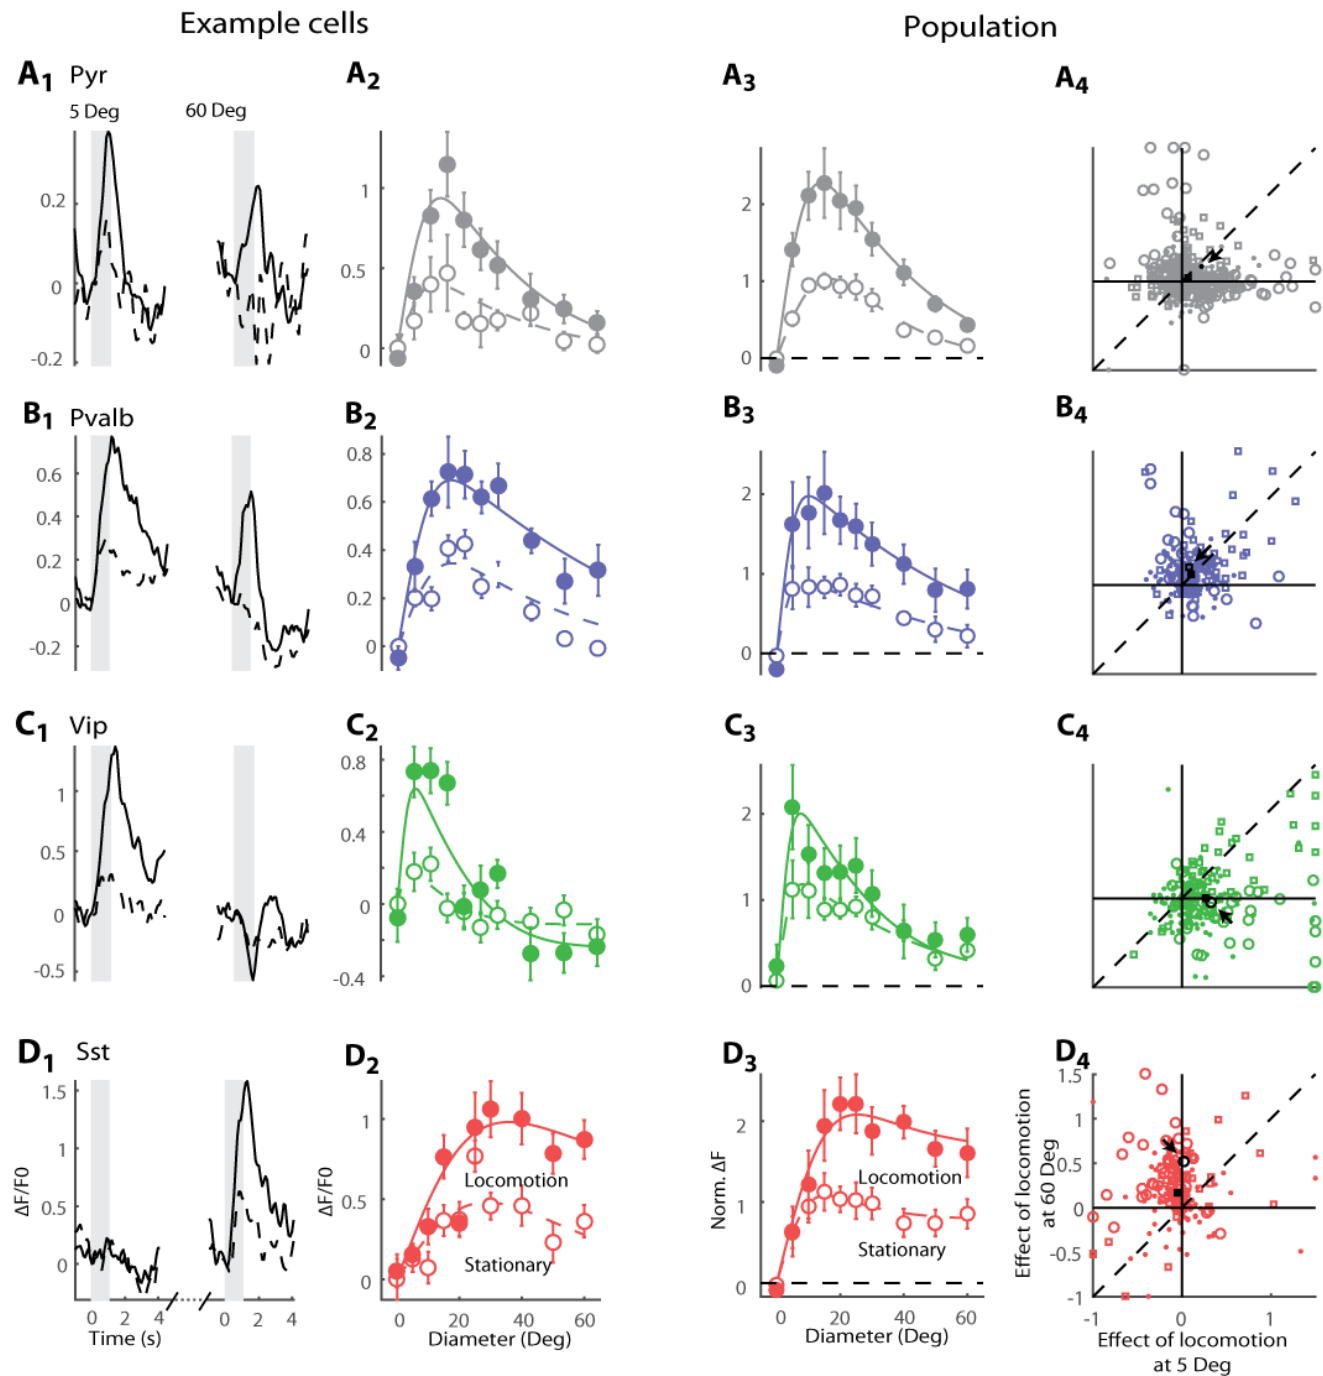 Example cells
Population
A1 Pyr
A2
A3
A4
5 Deg
60 Deg
0.2
0
-0.2
1
0.5
0
2
1
0
B1 Pvalb
B2
B3
B4
0.6
0.4
0.2
0
-0.2
0.8
0.6
0.4
0.2
0
2
1
0
C1 Vip
C2
C3
C4
1
0.5
0
-0.5
0.8
0.4
0
-0.4
2
1
0
D1 Sst
D2
D3
D4
ΔF/F0
1.5
1
0.5
0
0 2 4
0 2 4
Time (s)
ΔF/F0
1
0.5
0
Locomotion
Stationary
0 20 40 60
Diameter (Deg)
Norm. ΔF
2
1
0
Locomotion
Stationary
0 20 40 60
Diameter (Deg)
Effect of locomotion
at 60 Deg
1.5
1
0.5
0
-0.5
-1
-1 0 1
Effect of locomotion
at 5 Deg